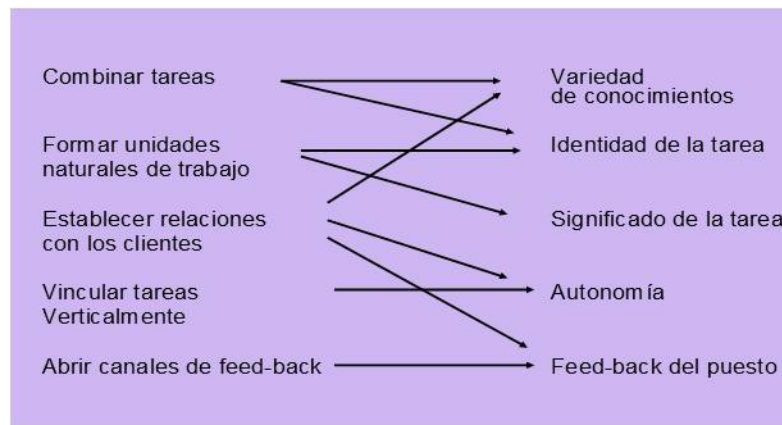 Combinar tareas
Variedad
de conocimientos
Formar unidades
naturales de trabajo
Identidad de la tarea
Establecer relaciones
con los clientes
Significado de la tarea
Vincular tareas
Verticalmente
Autonomía
Abrir canales de feed-back
Feed-back del puesto